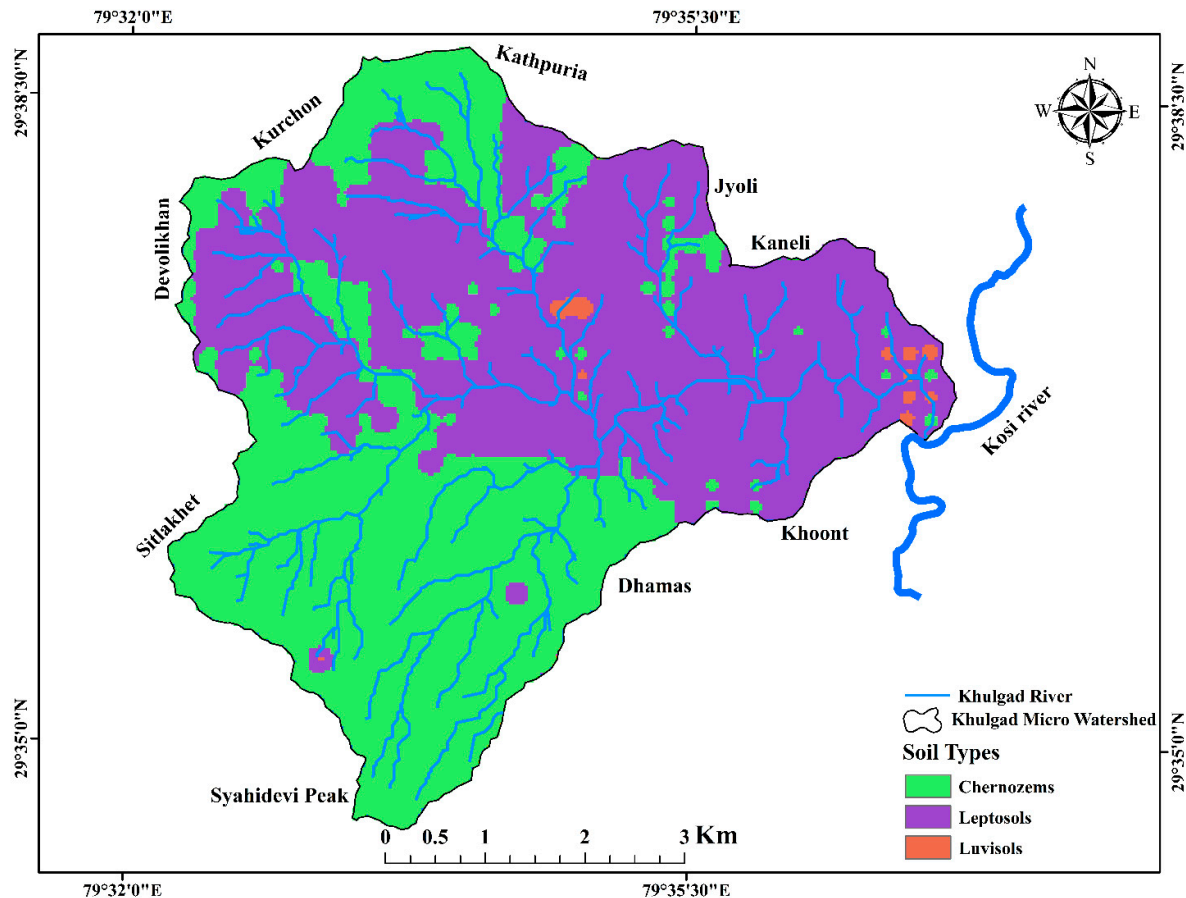 79°32'0"E
79°35'30"E
29°38'30"N
29°38'30"N
Kathpuria
N
W
E
S
Kurchon
Jyoli
Devolikhan
Kaneli
Kosi river
Sitlakhet
Khoont
Dhamas
29°35'0"N
29°35'0"N
Khulgad River
Khulgad Micro Watershed
Soil Types
Chernozems
Leptosols
Luvisols
Syahidevi Peak
0 0.5 1 2 3 Km
79°32'0"E
79°35'30"E